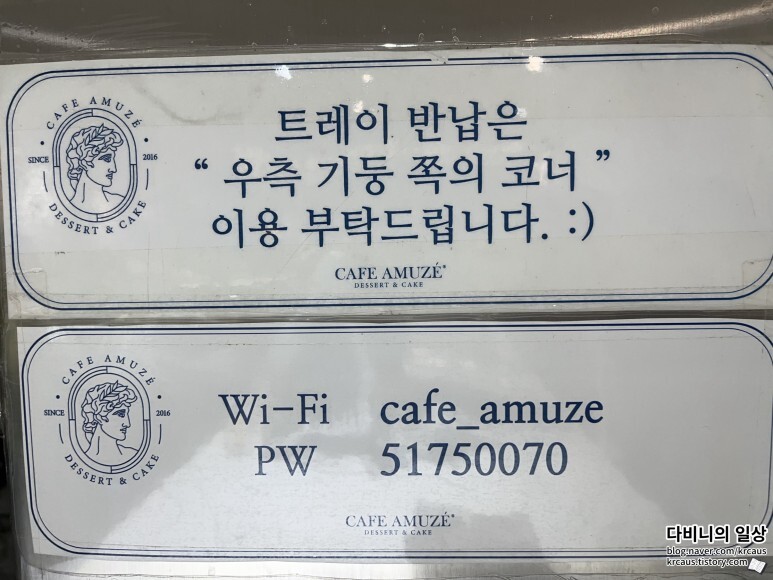 CAFE AMUZÉ
SINCE 2016
DESSERT & CAKE
트레이 반납은
“ 우측 기둥 쪽의 코너 ”
이용 부탁드립니다. :)
CAFE AMUZÉ
DESSERT & CAKE
CAFE AMUZÉ
SINCE 2016
DESSERT & CAKE
Wi-Fi cafe_amuze
PW 51750070
CAFE AMUZÉ
DESSERT & CAKE
다비니의 일상
blog.naver.com/krcaus
krcaus.tistory.com